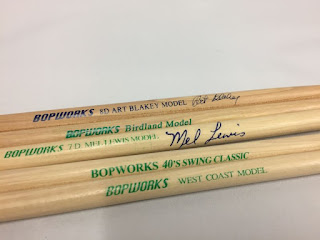 BOPWORKS 8D ART BLAKEY MODEL Art Blakey
BOPWORKS Birdland Model
BOPWORKS 7D MEL LEWIS MODEL Mel Lewis
BOPWORKS 40'S SWING CLASSIC
BOPWORKS WEST COAST MODEL